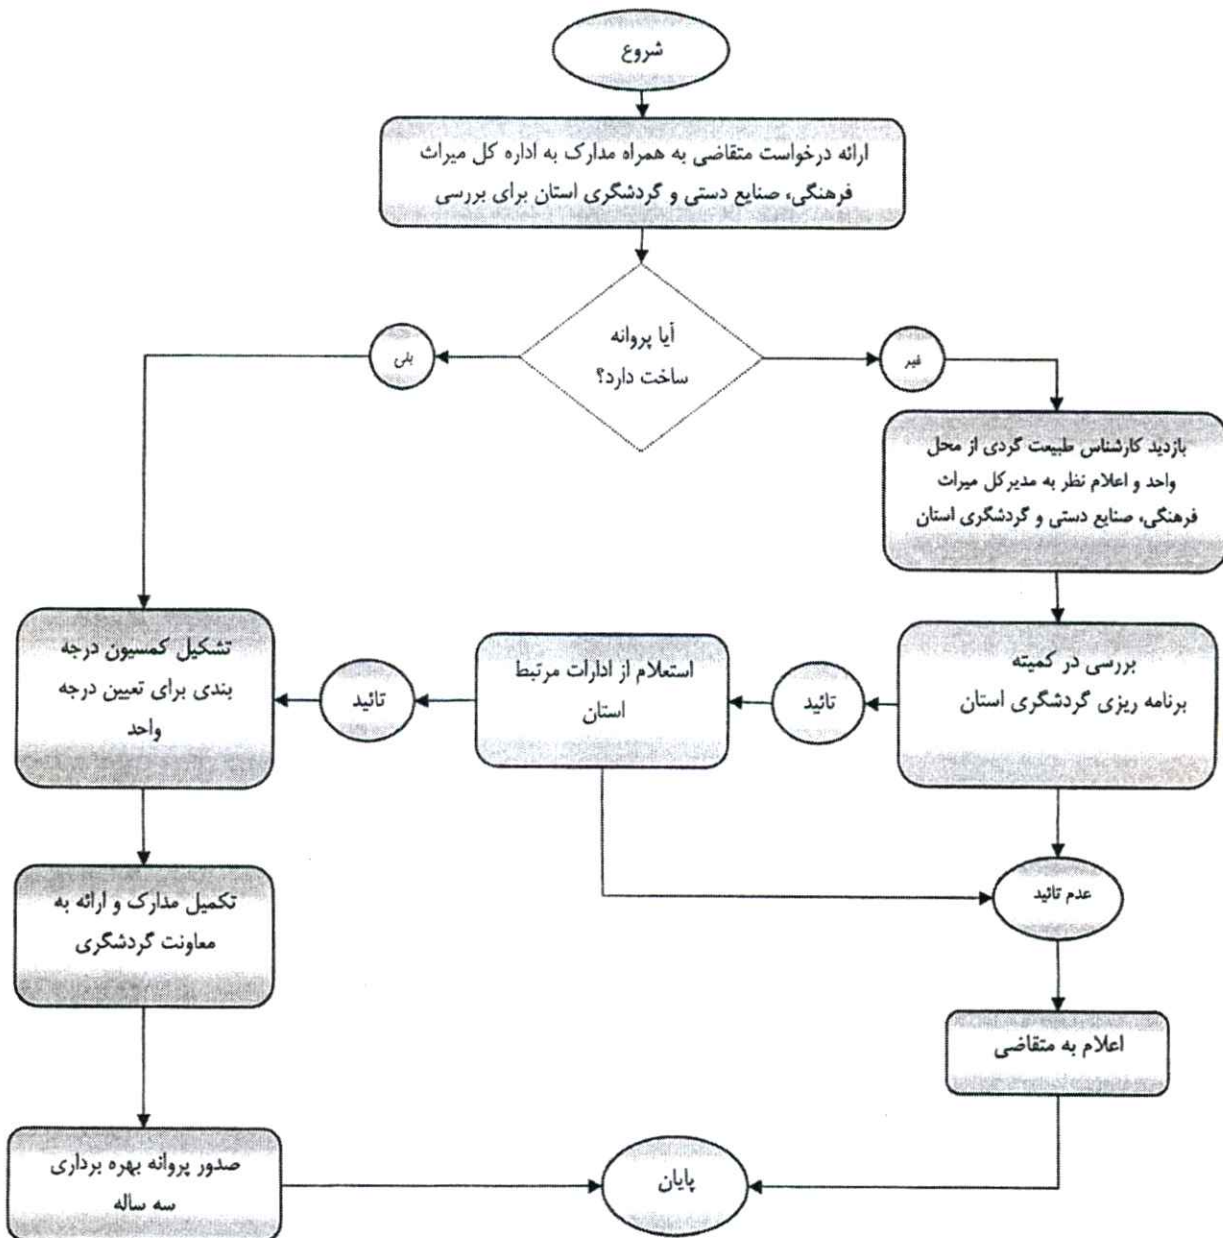 شروع
ارائه درخواست متقاضی به همراه مدارک به اداره کل میراث
فرهنگی، صنایع دستی و گردشگری استان برای بررسی
آیا پروانه
ساخت دارد؟
بلی
غیر
بازدید کارشناس طبیعت گردی از محل
واحد و اعلام نظر به مدیرکل میراث
فرهنگی، صنایع دستی و گردشگری استان
بررسی در کمیته
برنامه ریزی گردشگری استان
تائید
استعلام از ادارات مرتبط
استان
تائید
تشکیل کمسیون درجه
بندی برای تعیین درجه
واحد
عدم تائید
تکمیل مدارک و ارائه به
معاونت گردشگری
اعلام به متقاضی
صدور پروانه بهره برداری
سه ساله
پایان